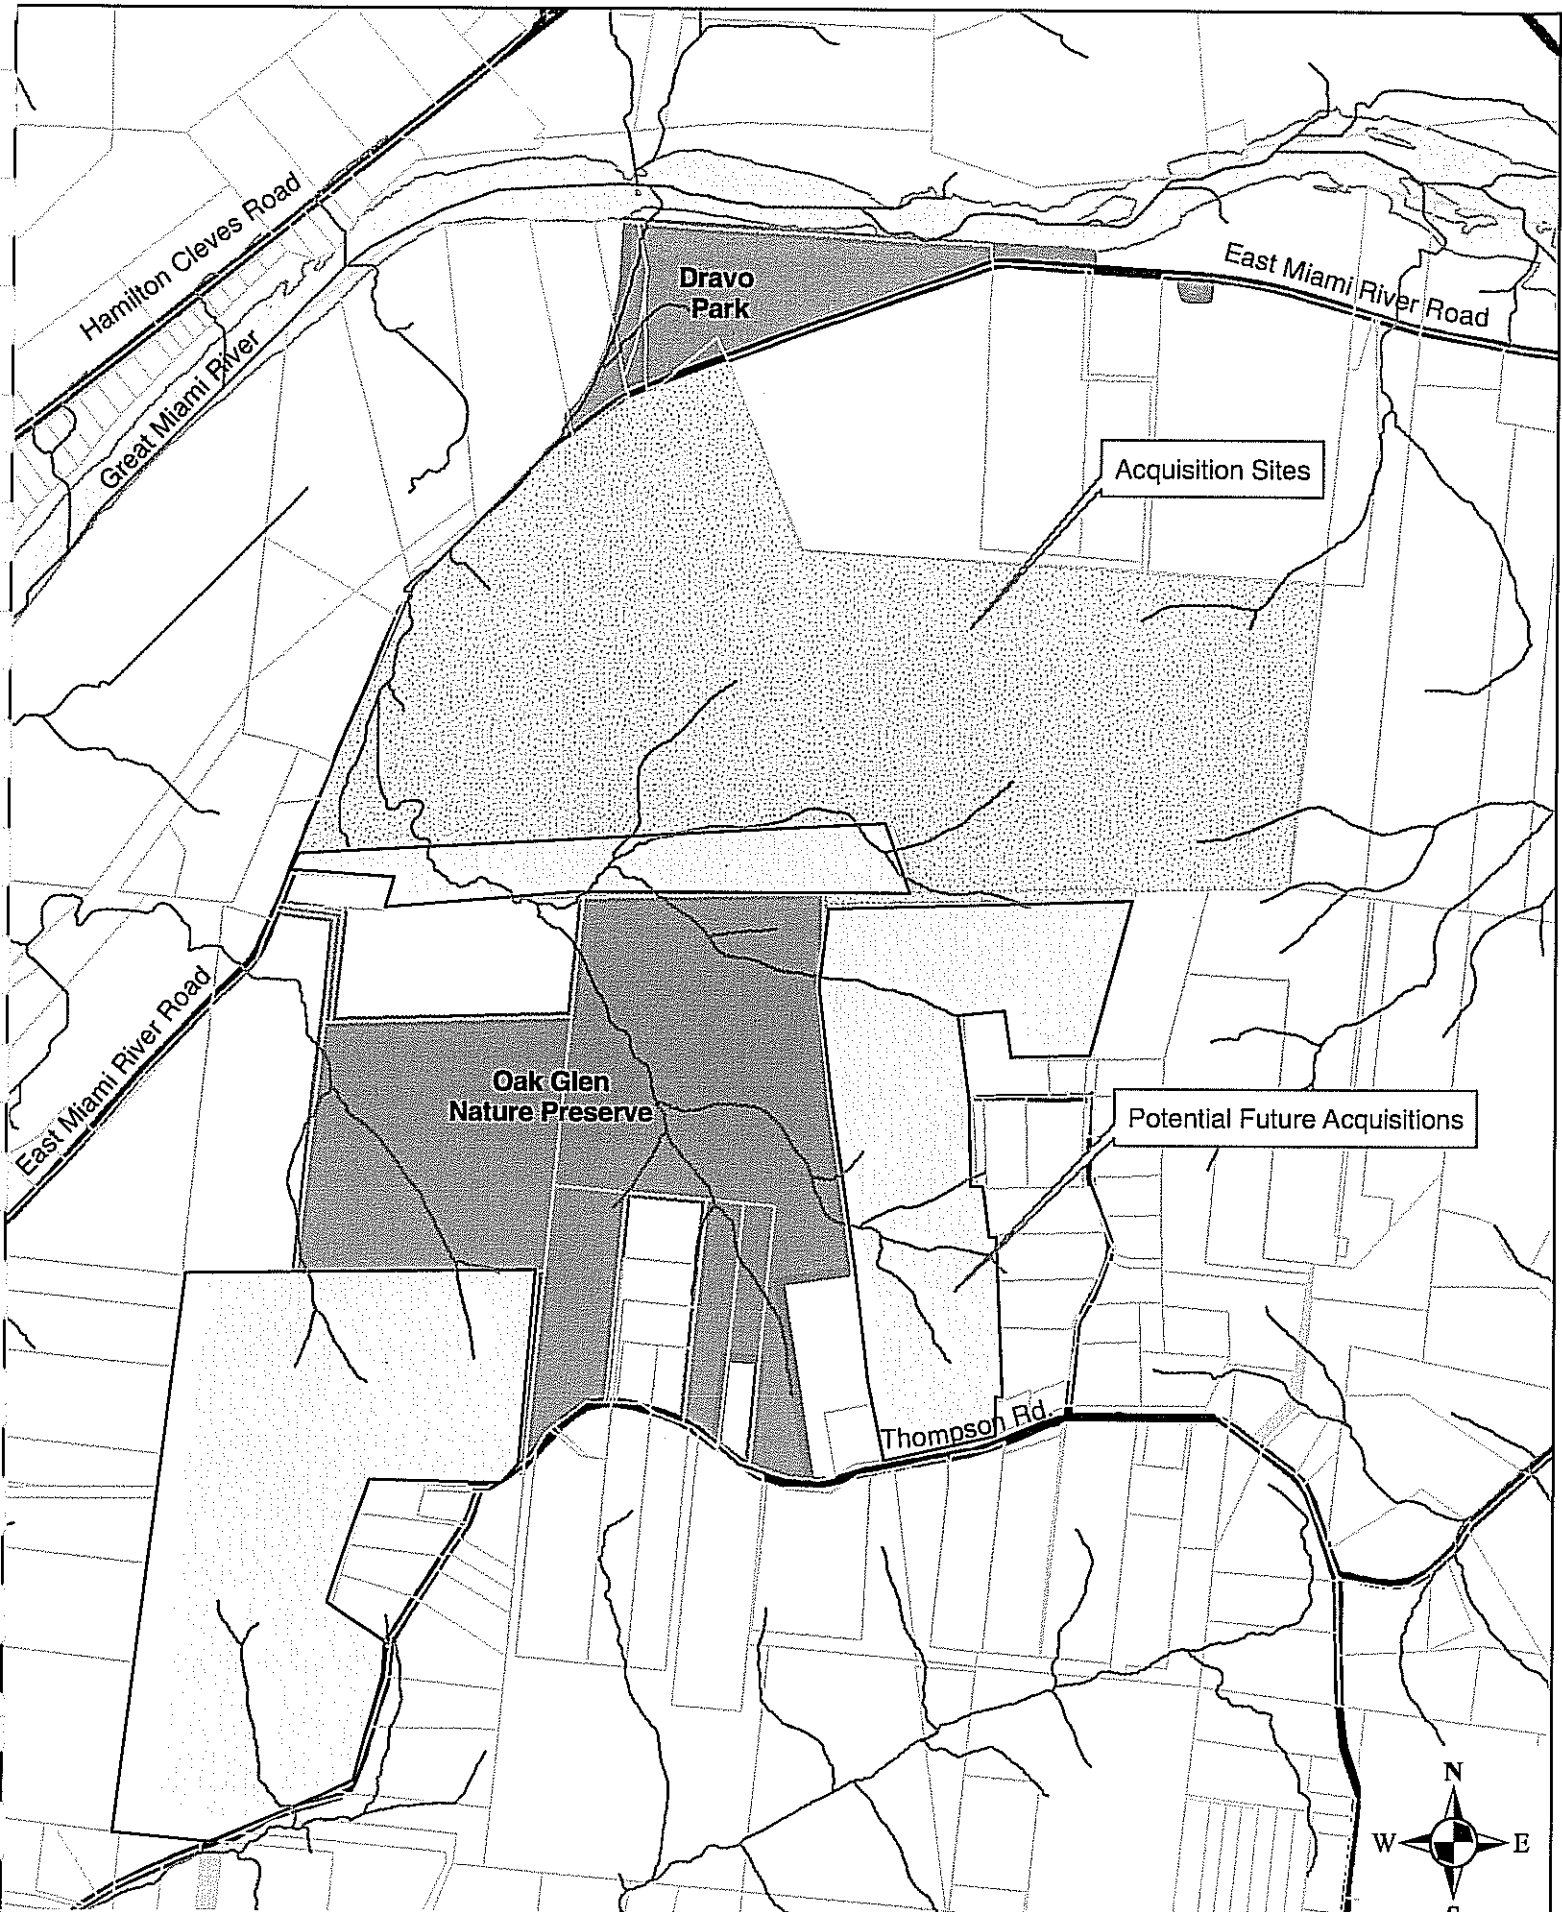 Hamilton Cleves Road
Great Miami River
Dravo
Park
East Miami River Road
Acquisition Sites
East Miami River Road
Oak Glen
Nature Preserve
Potential Future Acquisitions
Thompson Rd.
N
W
E
S